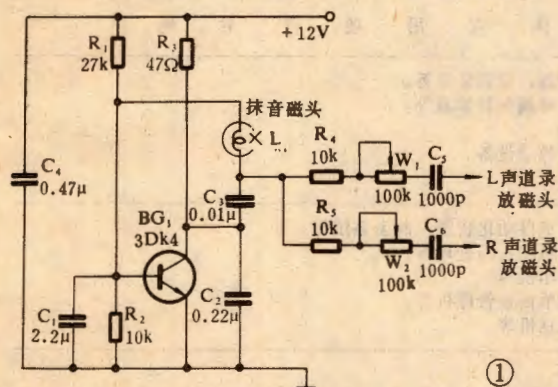 +12V
R₁
27k
R₃
47Ω
抹音磁头
L
C₄
0.47μ
C₃
0.01μ
R₄
10k
W₁
100k
C₅
1000p
L声道录
放磁头
BG₁
3Dk4
R₅
10k
W₂
100k
C₆
1000p
R声道录
放磁头
C₁
2.2μ
R₂
10k
C₂
0.22μ
①